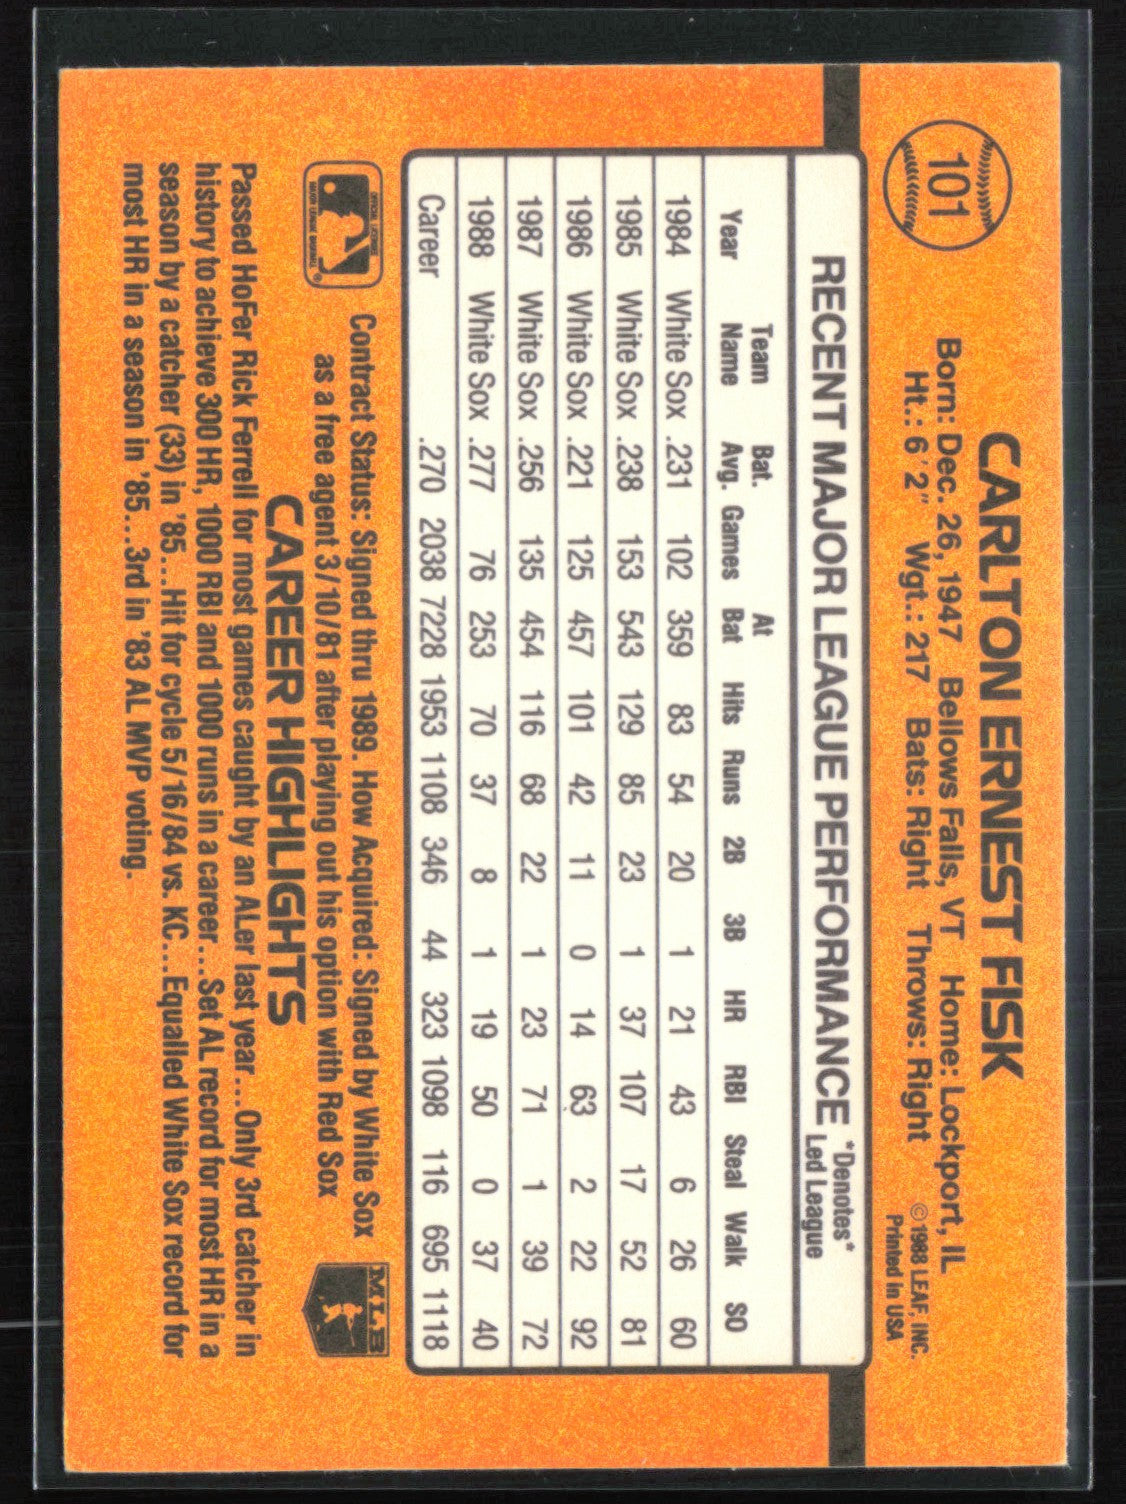 101
CARLTON ERNEST FISK
Born: Dec. 26, 1947 Bellows Falls, VT Home: Lockport, IL
Ht.: 6'2" Wgt.: 217 Bats: Right Throws: Right
© 1988 LEAF, INC.
Printed in USA
RECENT MAJOR LEAGUE PERFORMANCE *Denotes* Led League
Year Team Name Bat. Avg. Games At Bat Hits Runs 2B 3B HR RBI Steal Walk SO
1984 White Sox .231 102 359 83 54 20 1 21 43 6 26 60
1985 White Sox .238 153 543 129 85 23 1 37 107 17 52 81
1986 White Sox .221 125 457 101 42 11 0 14 63 2 22 92
1987 White Sox .256 135 454 116 68 22 1 23 71 1 39 72
1988 White Sox .277 76 253 70 37 8 1 19 50 0 37 40
Career .270 2038 7228 1953 1108 346 44 323 1098 116 695 1118
OFFICIAL LICENSEE
MAJOR LEAGUE BASEBALL
®
Contract Status: Signed thru 1989. How Acquired: Signed by White Sox
as a free agent 3/10/81 after playing out his option with Red Sox
MLB
CAREER HIGHLIGHTS
Passed HoFer Rick Ferrell for most games caught by an ALer last year...Only 3rd catcher in
history to achieve 300 HR, 1000 RBI and 1000 runs in a career...Set AL record for most HR in a
season by a catcher (33) in '85...Hit for cycle 5/16/84 vs. KC...Equalled White Sox record for
most HR in a season in '85...3rd in '83 AL MVP voting.